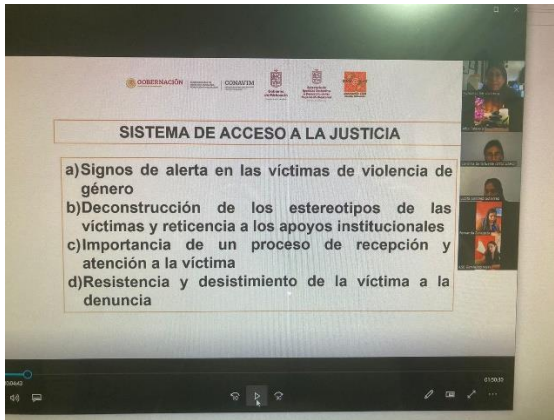 GOBERNACIÓN
CONAVIM
SISTEMA DE ACCESO A LA JUSTICIA
a)Signos de alerta en las víctimas de violencia de
género
b)Deconstrucción de los estereotipos de las
víctimas y reticencia a los apoyos institucionales
c)Importancia de un proceso de recepción y
atención a la víctima
d)Resistencia y desistimiento de la víctima a la
denuncia